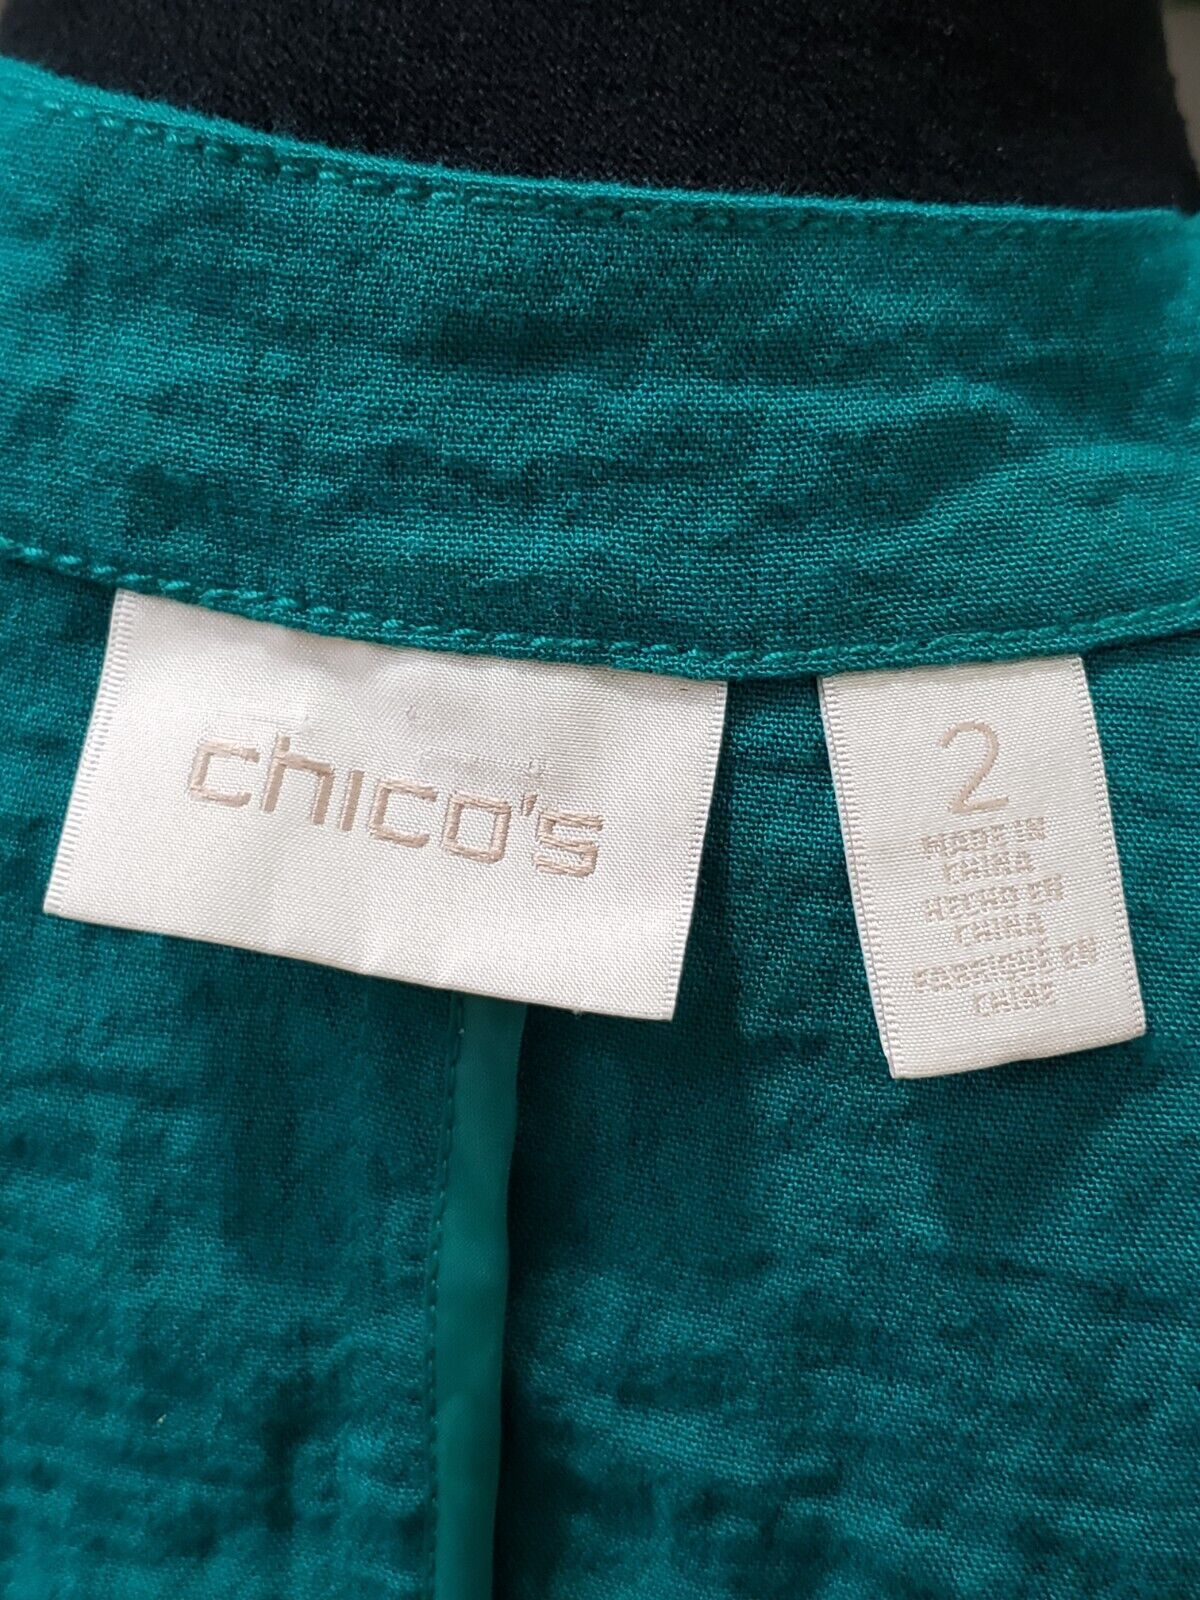 chico's
2
MADE IN
CHINA
HECHO EN
CHINA
FABRIQUÉ EN
CHINE